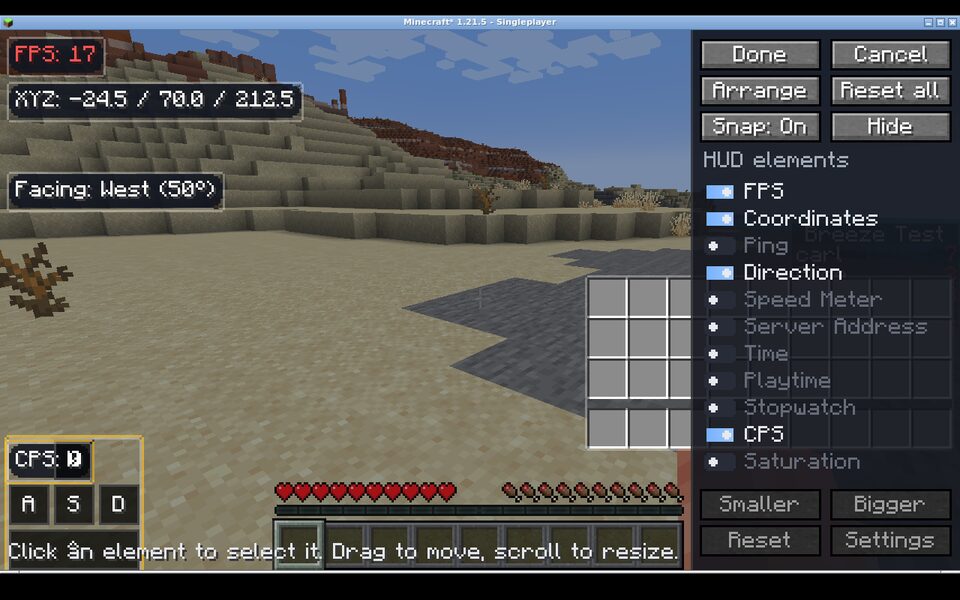 Minecraft* 1.21.5 - Singleplayer
FPS: 17
XYZ: -24.5 / 70.0 / 212.5
Facing: West (50°)
CPS: 0
A S D
Click an element to select it. Drag to move, scroll to resize.
Done Cancel
Arrange Reset all
Snap: On Hide
HUD elements
FPS
Coordinates
Ping
Direction
Speed Meter
Server Address
Time
Playtime
Stopwatch
CPS
Saturation
Breeze Test
carl
Smaller Bigger
Reset Settings